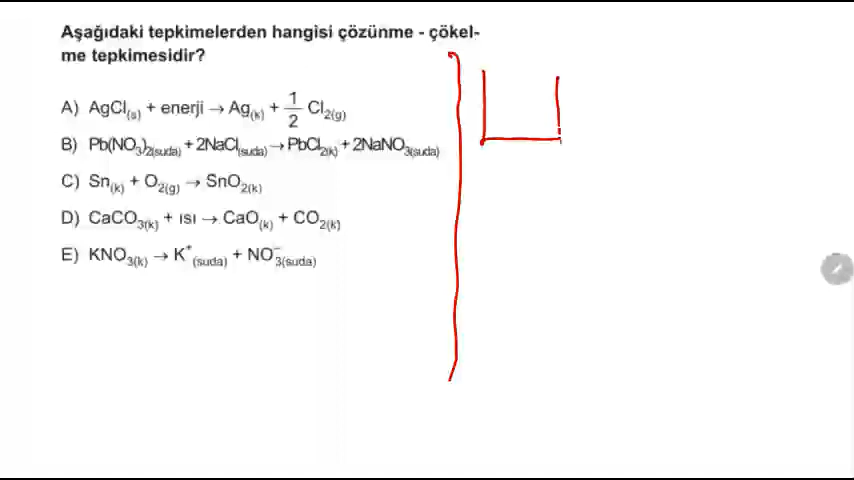 Aşağıdaki tepkimelerden hangisi çözünme - çökel-
me tepkimesidir?
A) AgCl(s) + enerji → Ag(k) + 1/2 Cl2(g)
B) Pb(NO3)2(suda) + 2NaCl(suda) → PbCl2(k) + 2NaNO3(suda)
C) Sn(k) + O2(g) → SnO2(k)
D) CaCO3(k) + ısı → CaO(k) + CO2(k)
E) KNO3(k) → K+(suda) + NO3-(suda)